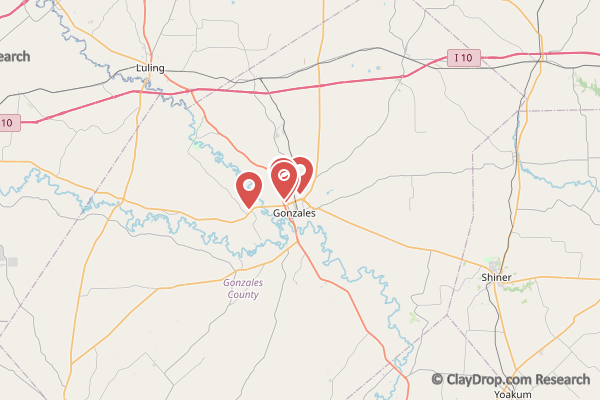 esearch
Luling
I 10
10
Gonzales
Gonzales
County
Shiner
© ClayDrop.com Research
Yoakum